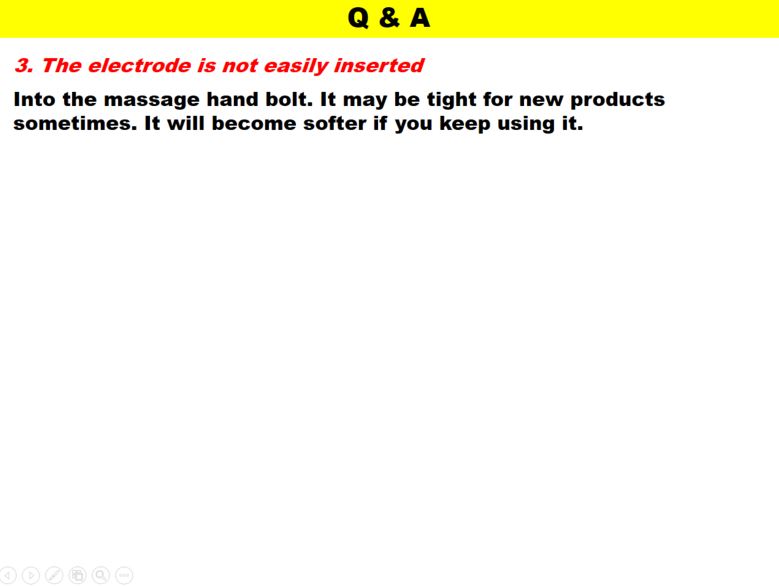 Q & A
3. The electrode is not easily inserted
Into the massage hand bolt. It may be tight for new products
sometimes. It will become softer if you keep using it.